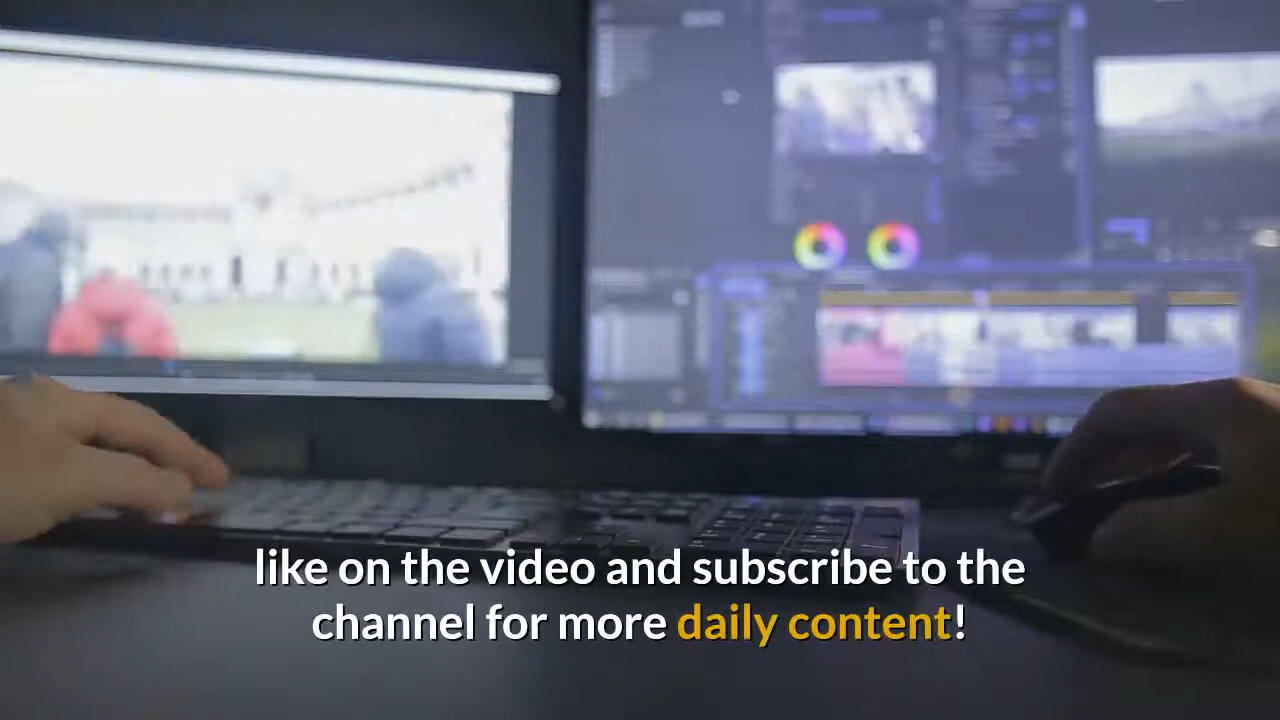 like on the video and subscribe to the
channel for more daily content!